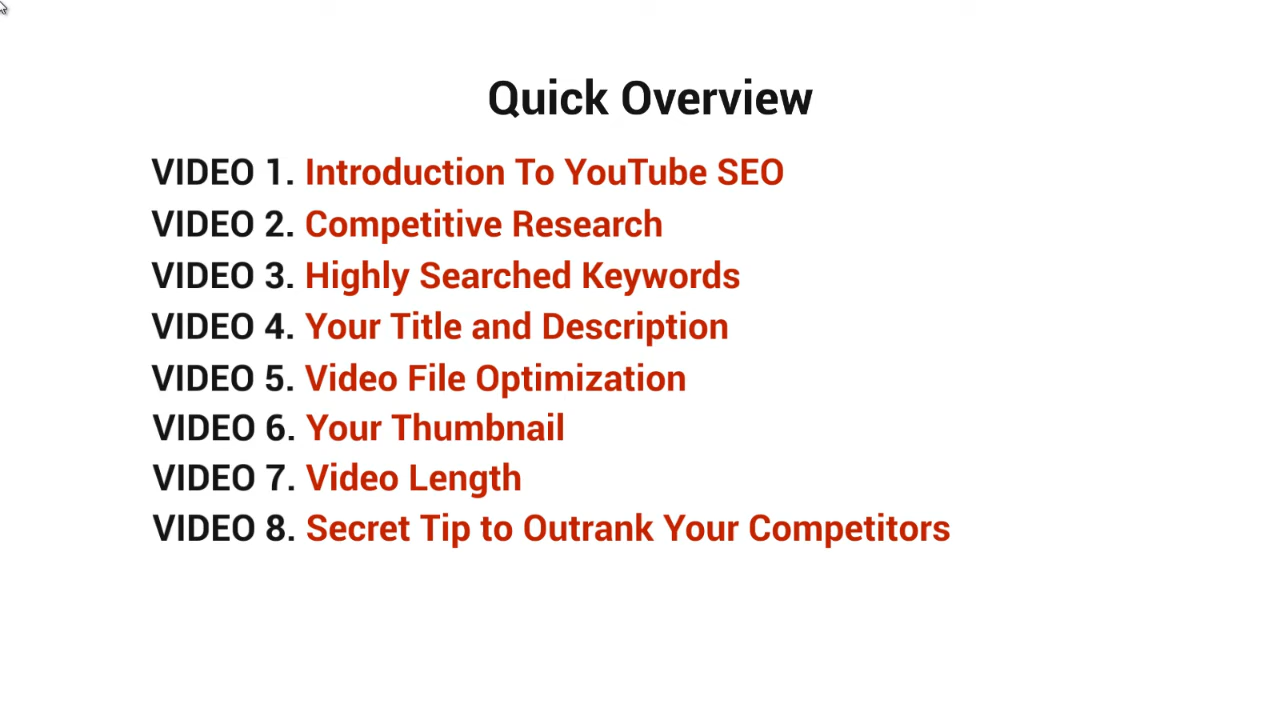 Quick Overview
VIDEO 1. Introduction To YouTube SEO
VIDEO 2. Competitive Research
VIDEO 3. Highly Searched Keywords
VIDEO 4. Your Title and Description
VIDEO 5. Video File Optimization
VIDEO 6. Your Thumbnail
VIDEO 7. Video Length
VIDEO 8. Secret Tip to Outrank Your Competitors